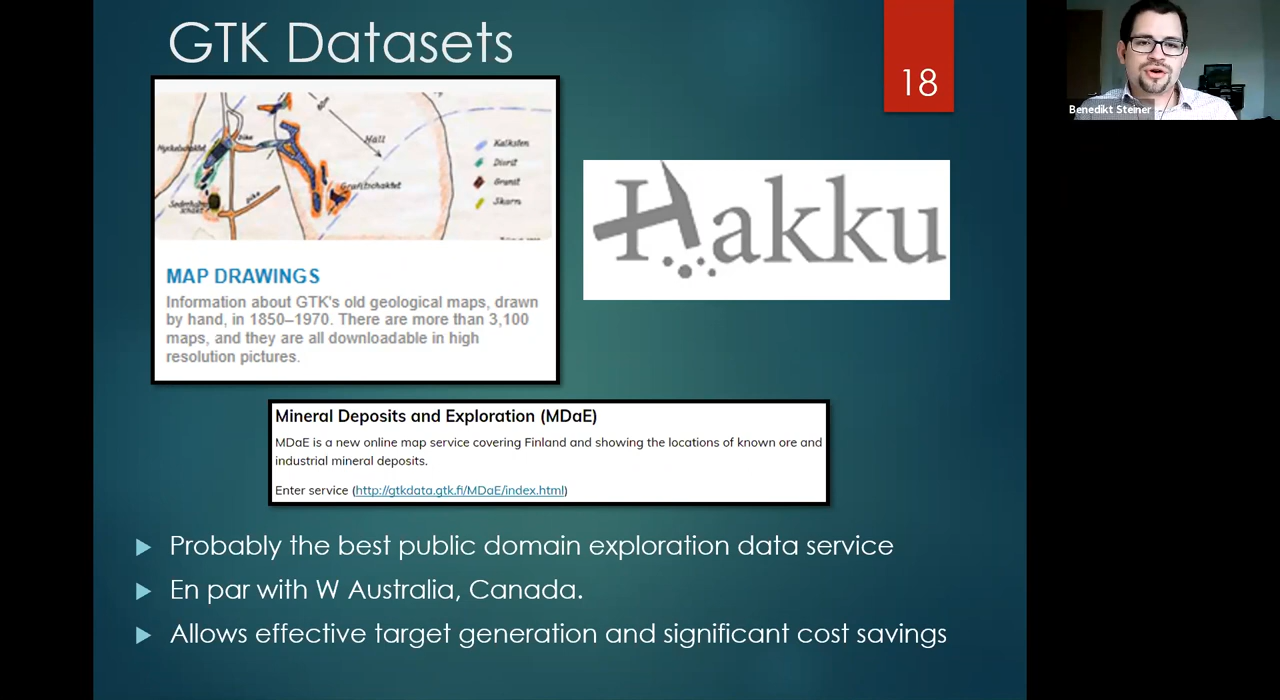 GTK Datasets
18
Benedikt Steiner
Håll
Grafitschaktet
Kalksten
Diorit
Granit
Skarn
Hakku
MAP DRAWINGS
Information about GTK's old geological maps, drawn
by hand, in 1850–1970. There are more than 3,100
maps, and they are all downloadable in high
resolution pictures.
Mineral Deposits and Exploration (MDaE)
MDaE is a new online map service covering Finland and showing the locations of known ore and
industrial mineral deposits.
Enter service (http://gtkdata.gtk.fi/MDaE/index.html)
Probably the best public domain exploration data service
En par with W Australia, Canada.
Allows effective target generation and significant cost savings